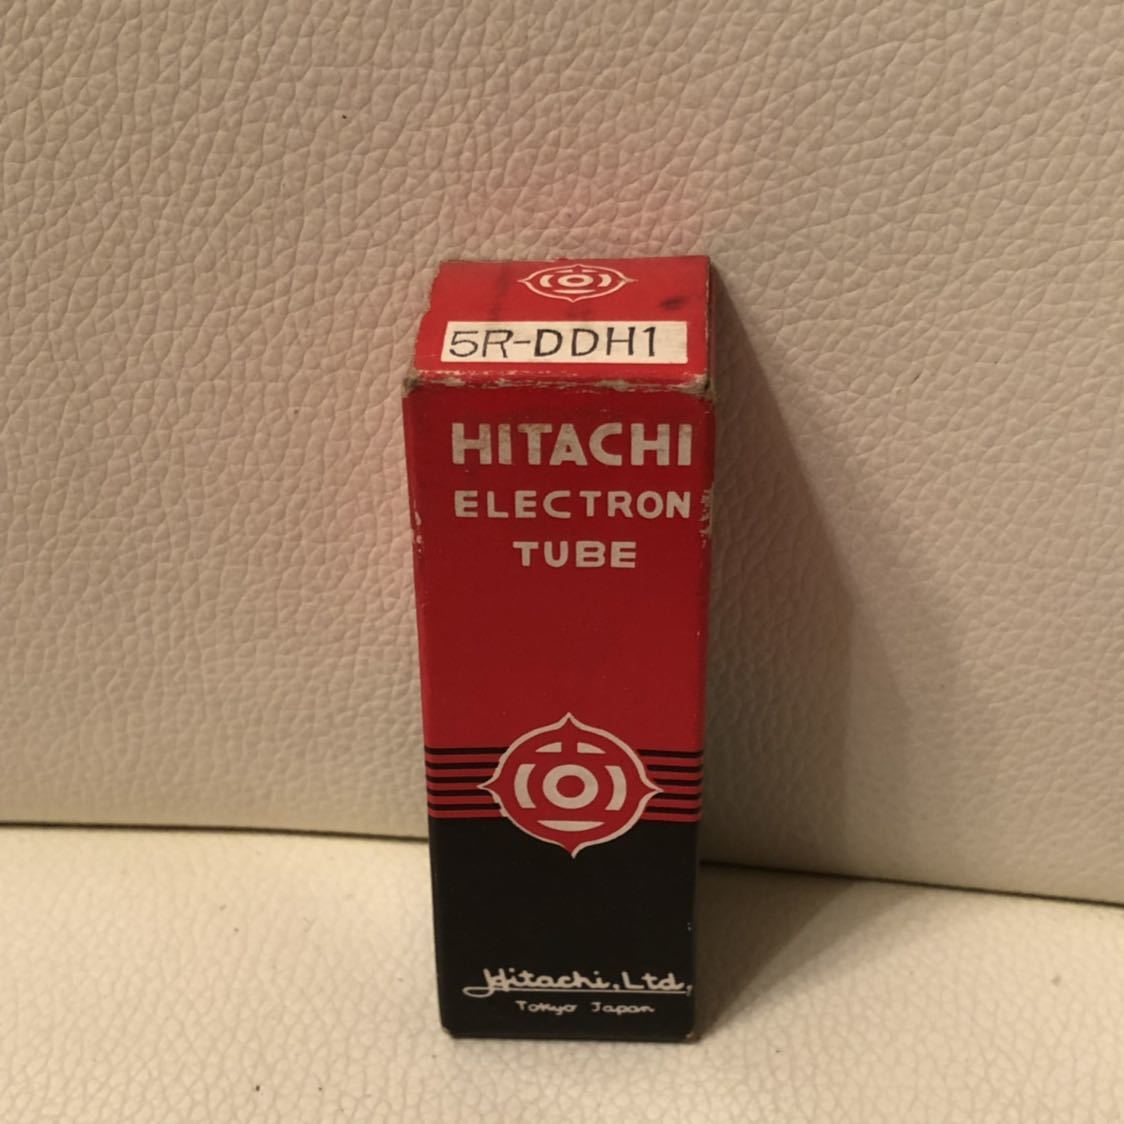 5R-DDH1
HITACHI
ELECTRON
TUBE
Hitachi, Ltd.
Tokyo Japan